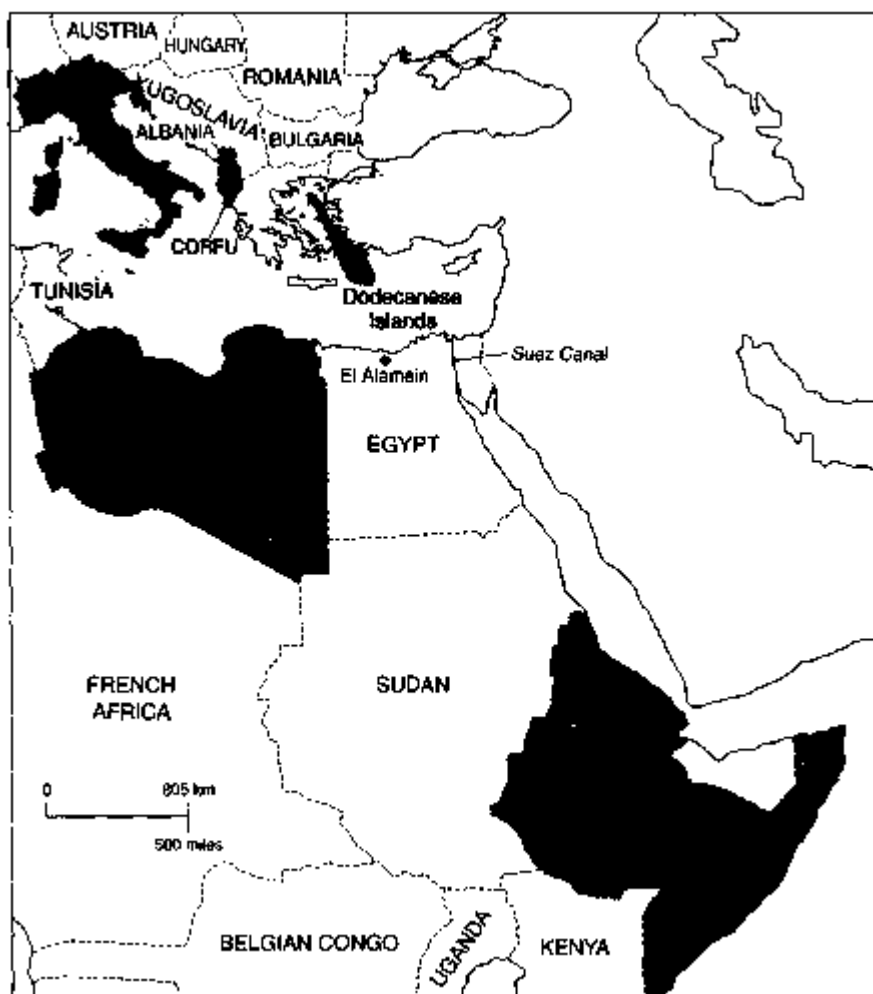 AUSTRIA
HUNGARY
ROMANIA
YUGOSLAVIA
ALBANIA
BULGARIA
CORFU
TUNISIA
Dodecanese
Islands
Suez Canal
El Alamein
EGYPT
FRENCH
AFRICA
SUDAN
0 805 km
500 miles
BELGIAN CONGO
UGANDA
KENYA